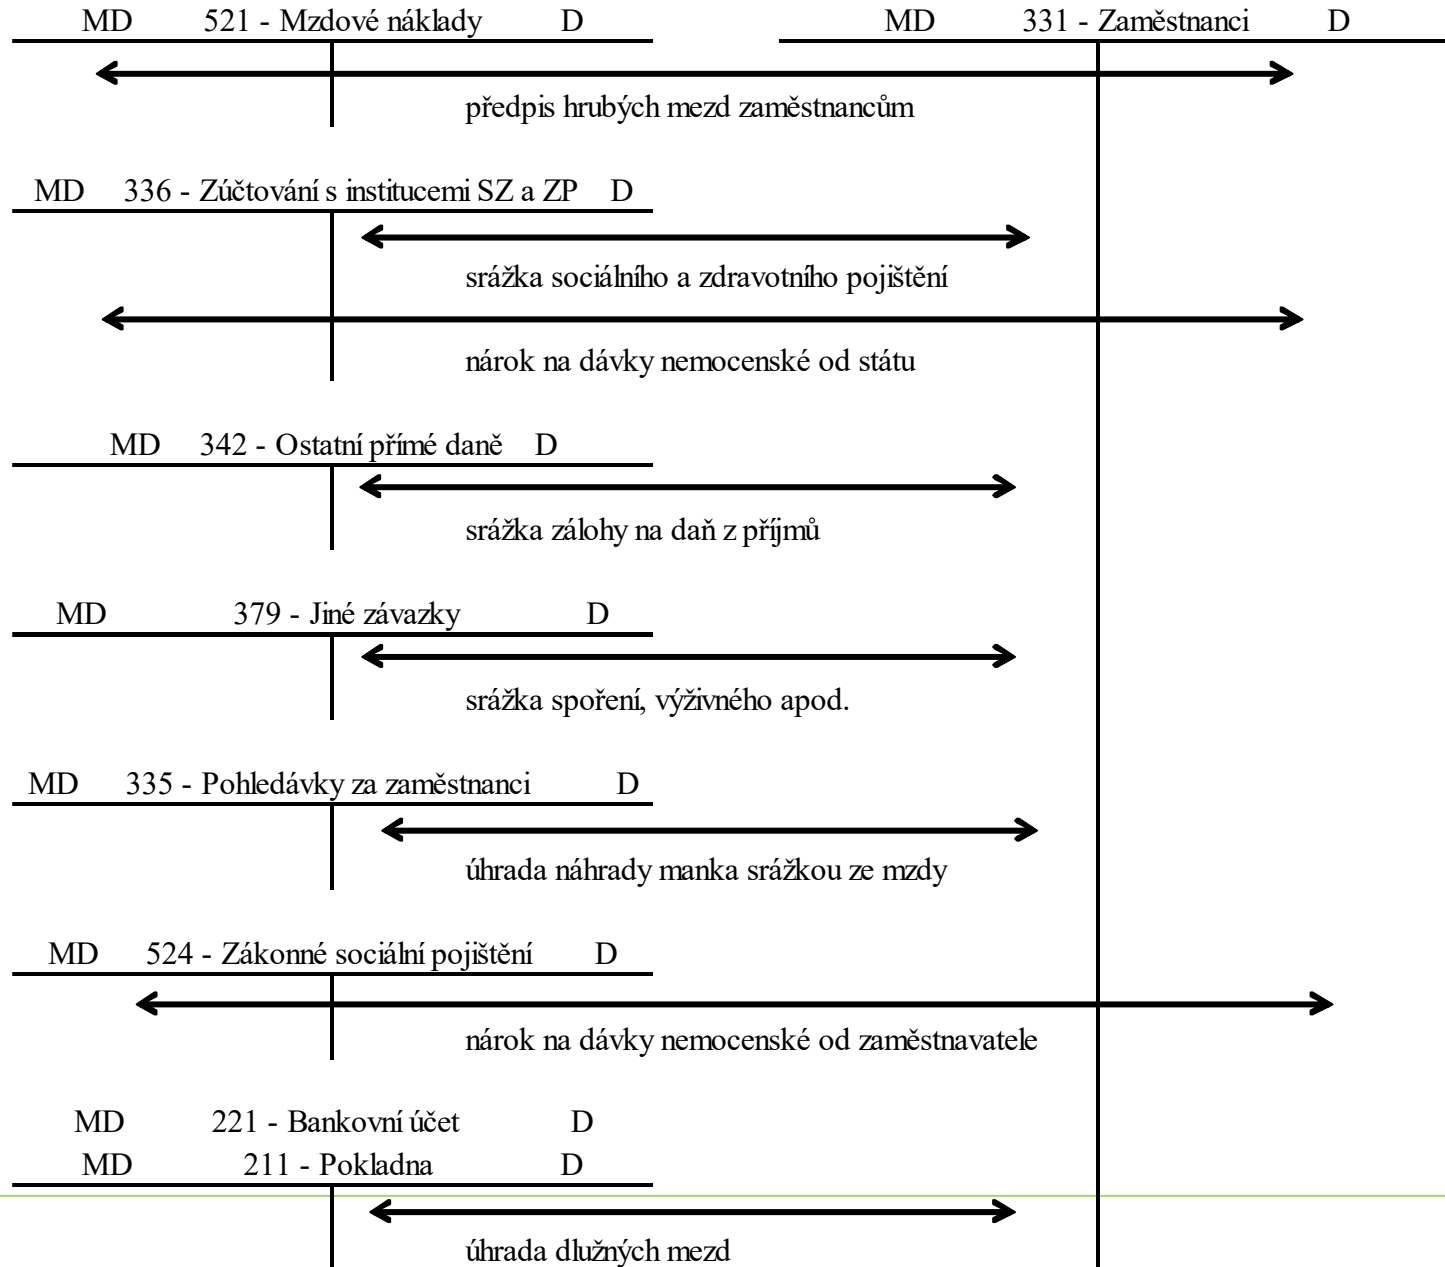 MD 521 - Mzdové náklady D MD 331 - Zaměstnanci D
předpis hrubých mezd zaměstnancům
MD 336 - Zúčtování s institucemi SZ a ZP D
srážka sociálního a zdravotního pojištění
nárok na dávky nemocenské od státu
MD 342 - Ostatní přímé daně D
srážka zálohy na daň z příjmů
MD 379 - Jiné závazky D
srážka spoření, výživného apod.
MD 335 - Pohledávky za zaměstnanci D
úhrada náhrady manka srážkou ze mzdy
MD 524 - Zákonné sociální pojištění D
nárok na dávky nemocenské od zaměstnavatele
MD 221 - Bankovní účet D
MD 211 - Pokladna D
úhrada dlužných mezd